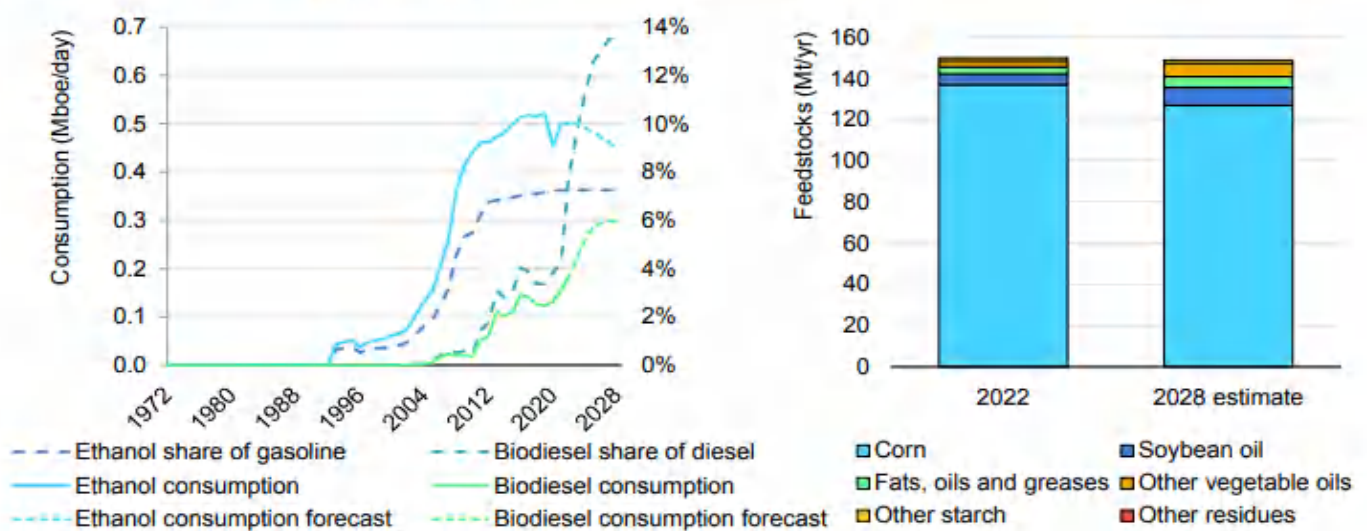 Consumption (Mboe/day)
0.7
0.6
0.5
0.4
0.3
0.2
0.1
0.0
14%
12%
10%
8%
6%
4%
2%
0%
1972
1980
1988
1996
2004
2012
2020
2028
Ethanol share of gasoline
Biodiesel share of diesel
Ethanol consumption
Biodiesel consumption
Ethanol consumption forecast
Biodiesel consumption forecast
Feedstocks (Mt/yr)
160
140
120
100
80
60
40
20
0
2022
2028 estimate
Corn
Soybean oil
Fats, oils and greases
Other vegetable oils
Other starch
Other residues